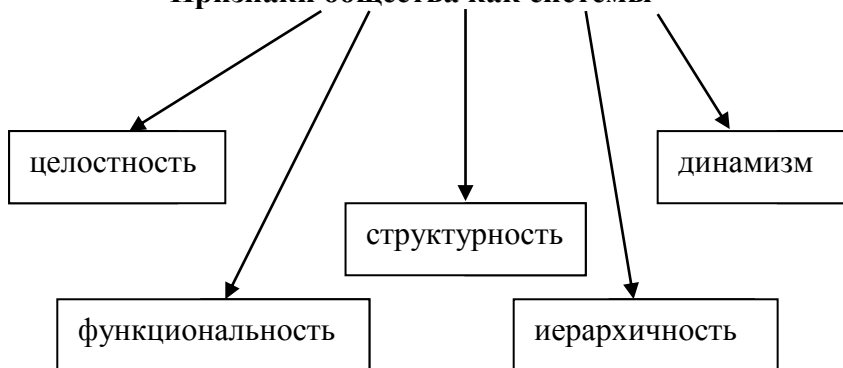 Признаки общества как системы
целостность
динамизм
структурность
функциональность
иерархичность